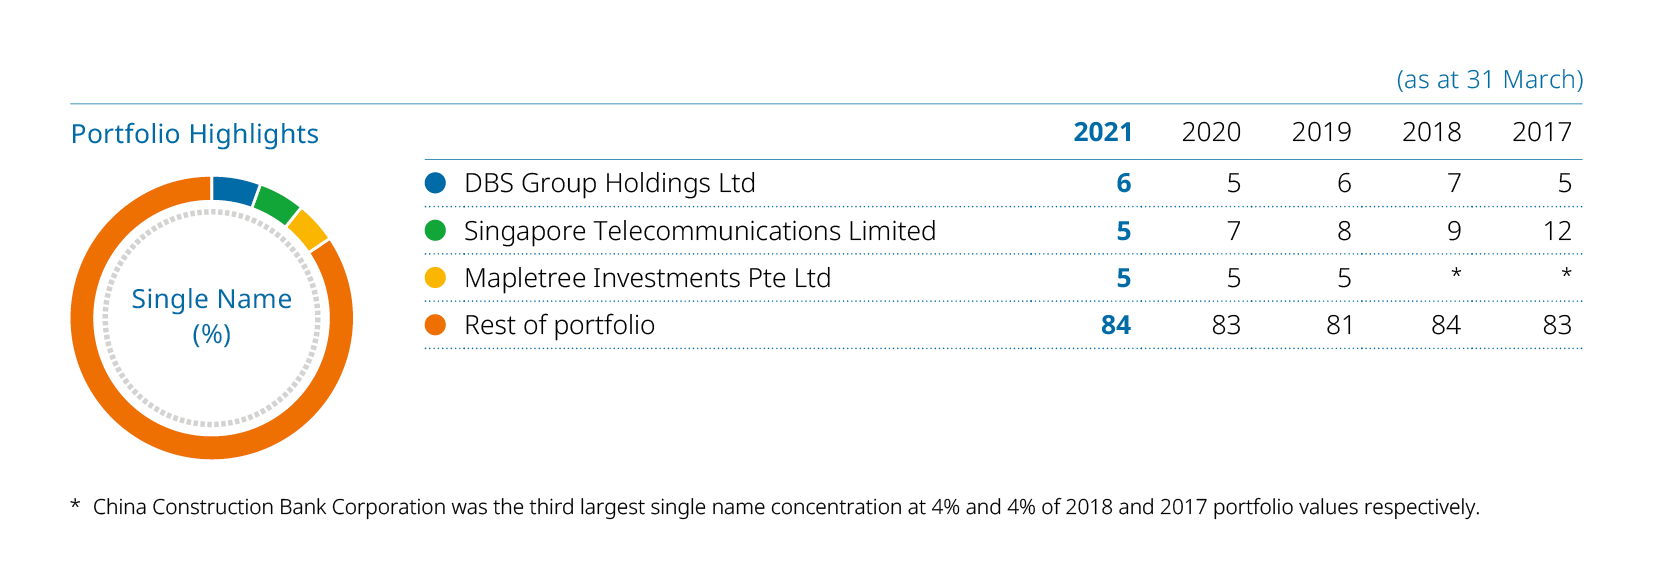 (as at 31 March)
Portfolio Highlights 2021 2020 2019 2018 2017
DBS Group Holdings Ltd 6 5 6 7 5
Singapore Telecommunications Limited 5 7 8 9 12
Mapletree Investments Pte Ltd 5 5 5 * *
Rest of portfolio 84 83 81 84 83
Single Name
(%)
* China Construction Bank Corporation was the third largest single name concentration at 4% and 4% of 2018 and 2017 portfolio values respectively.